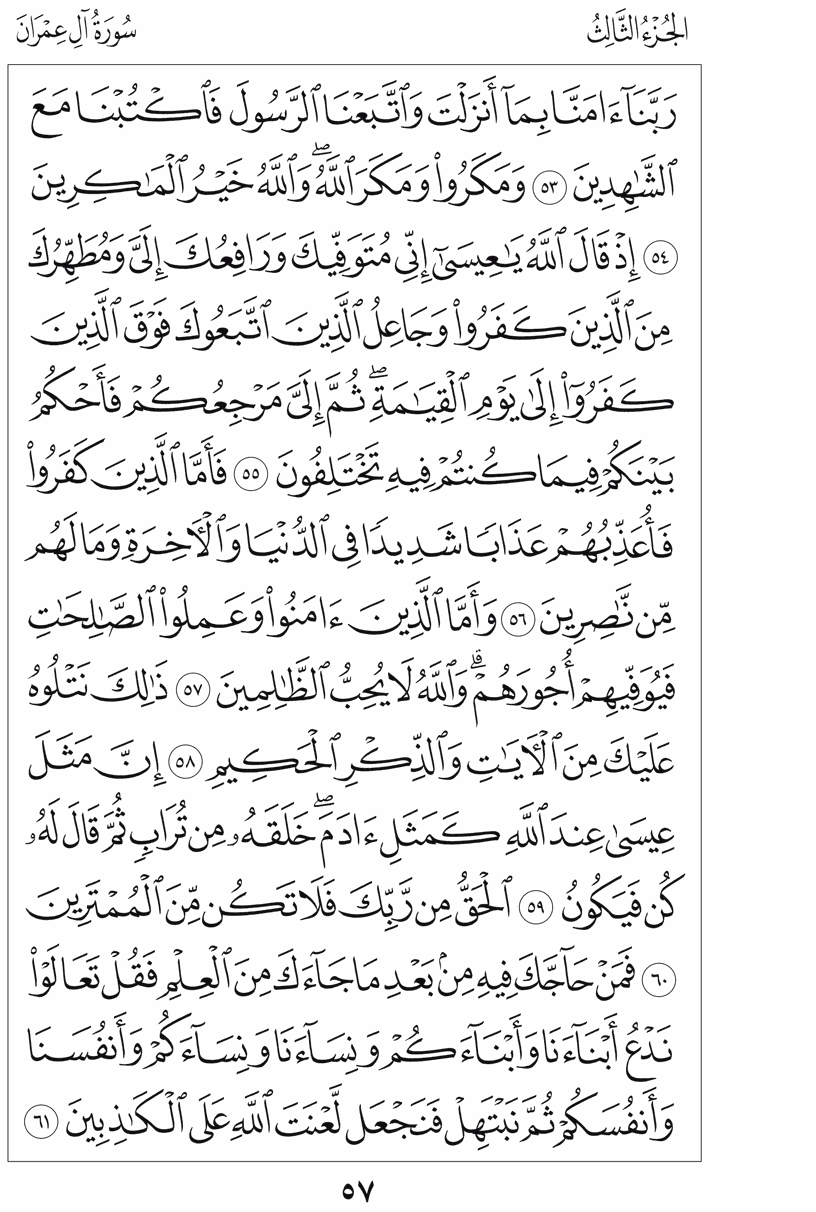 الجُزْءُ الثَّالِثُ
سُورَةُ آلِ عِمْرَانَ
رَبَّنَآ ءَامَنَّا بِمَآ أَنزَلْتَ وَٱتَّبَعْنَا ٱلرَّسُولَ فَٱكْتُبْنَا مَعَ
ٱلشَّٰهِدِينَ ٥٣ وَمَكَرُوا۟ وَمَكَرَ ٱللَّهُ ۖ وَٱللَّهُ خَيْرُ ٱلْمَٰكِرِينَ
٥٤ إِذْ قَالَ ٱللَّهُ يَٰعِيسَىٰٓ إِنِّى مُتَوَفِّيكَ وَرَافِعُكَ إِلَىَّ وَمُطَهِّرُكَ
مِنَ ٱلَّذِينَ كَفَرُوا۟ وَجَاعِلُ ٱلَّذِينَ ٱتَّبَعُوكَ فَوْقَ ٱلَّذِينَ
كَفَرُوٓا۟ إِلَىٰ يَوْمِ ٱلْقِيَٰمَةِ ۖ ثُمَّ إِلَىَّ مَرْجِعُكُمْ فَأَحْكُمُ
بَيْنَكُمْ فِيمَا كُنتُمْ فِيهِ تَخْتَلِفُونَ ٥٥ فَأَمَّا ٱلَّذِينَ كَفَرُوا۟
فَأُعَذِّبُهُمْ عَذَابًا شَدِيدًا فِى ٱلدُّنْيَا وَٱلْأَخِرَةِ وَمَا لَهُم
مِّن نَّٰصِرِينَ ٥٦ وَأَمَّا ٱلَّذِينَ ءَامَنُوا۟ وَعَمِلُوا۟ ٱلصَّٰلِحَٰتِ
فَيُوَفِّيهِمْ أُجُورَهُمْ ۗ وَٱللَّهُ لَا يُحِبُّ ٱلظَّٰلِمِينَ ٥٧ ذَٰلِكَ نَتْلُوهُ
عَلَيْكَ مِنَ ٱلْأَيَٰتِ وَٱلذِّكْرِ ٱلْحَكِيمِ ٥٨ إِنَّ مَثَلَ
عِيسَىٰ عِندَ ٱللَّهِ كَمَثَلِ ءَادَمَ ۖ خَلَقَهُۥ مِن تُرَابٍ ثُمَّ قَالَ لَهُۥ
كُن فَيَكُونُ ٥٩ ٱلْحَقُّ مِن رَّبِّكَ فَلَا تَكُن مِّنَ ٱلْمُمْتَرِينَ
٦٠ فَمَنْ حَآجَّكَ فِيهِ مِنۢ بَعْدِ مَا جَآءَكَ مِنَ ٱلْعِلْمِ فَقُلْ تَعَالَوْا۟
نَدْعُ أَبْنَآءَنَا وَأَبْنَآءَكُمْ وَنِسَآءَنَا وَنِسَآءَكُمْ وَأَنفُسَنَا
وَأَنفُسَكُمْ ثُمَّ نَبْتَهِلْ فَنَجْعَل لَّعْنَتَ ٱللَّهِ عَلَى ٱلْكَٰذِبِينَ ٦١
٥٧